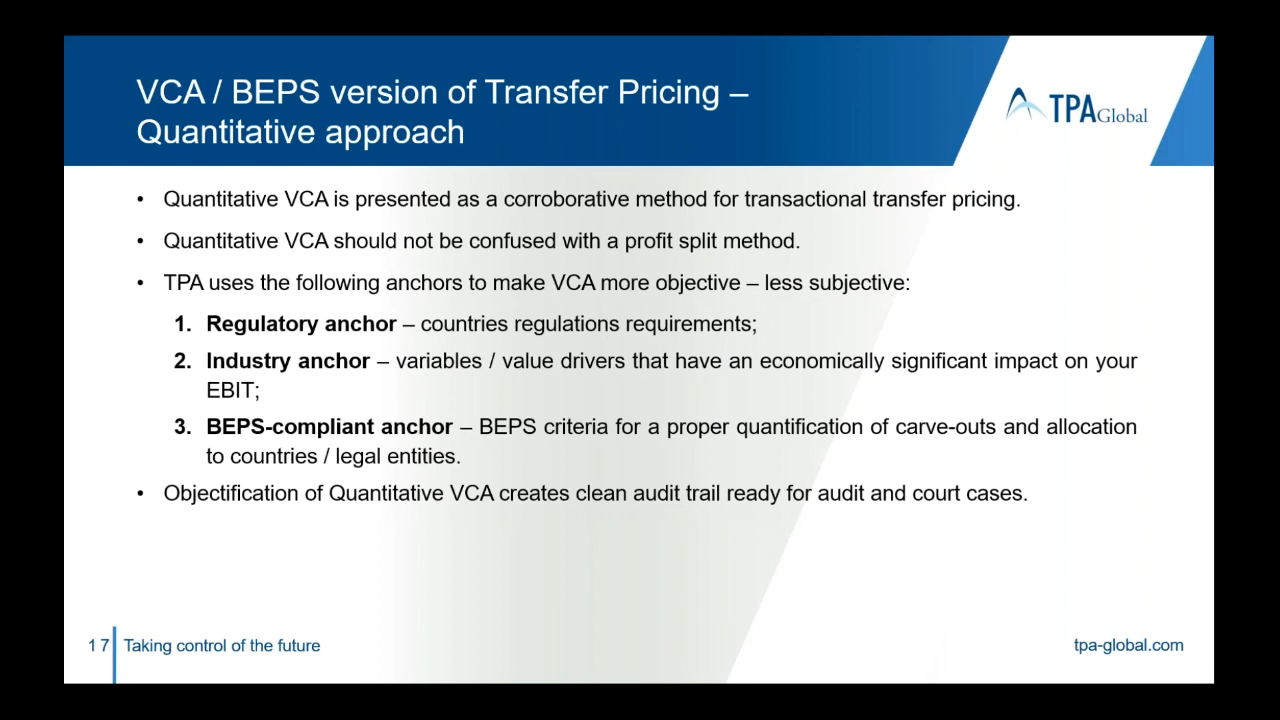 VCA / BEPS version of Transfer Pricing –
Quantitative approach
TPAGlobal
• Quantitative VCA is presented as a corroborative method for transactional transfer pricing.
• Quantitative VCA should not be confused with a profit split method.
• TPA uses the following anchors to make VCA more objective – less subjective:
1. Regulatory anchor – countries regulations requirements;
2. Industry anchor – variables / value drivers that have an economically significant impact on your
EBIT;
3. BEPS-compliant anchor – BEPS criteria for a proper quantification of carve-outs and allocation
to countries / legal entities.
• Objectification of Quantitative VCA creates clean audit trail ready for audit and court cases.
17 Taking control of the future
tpa-global.com